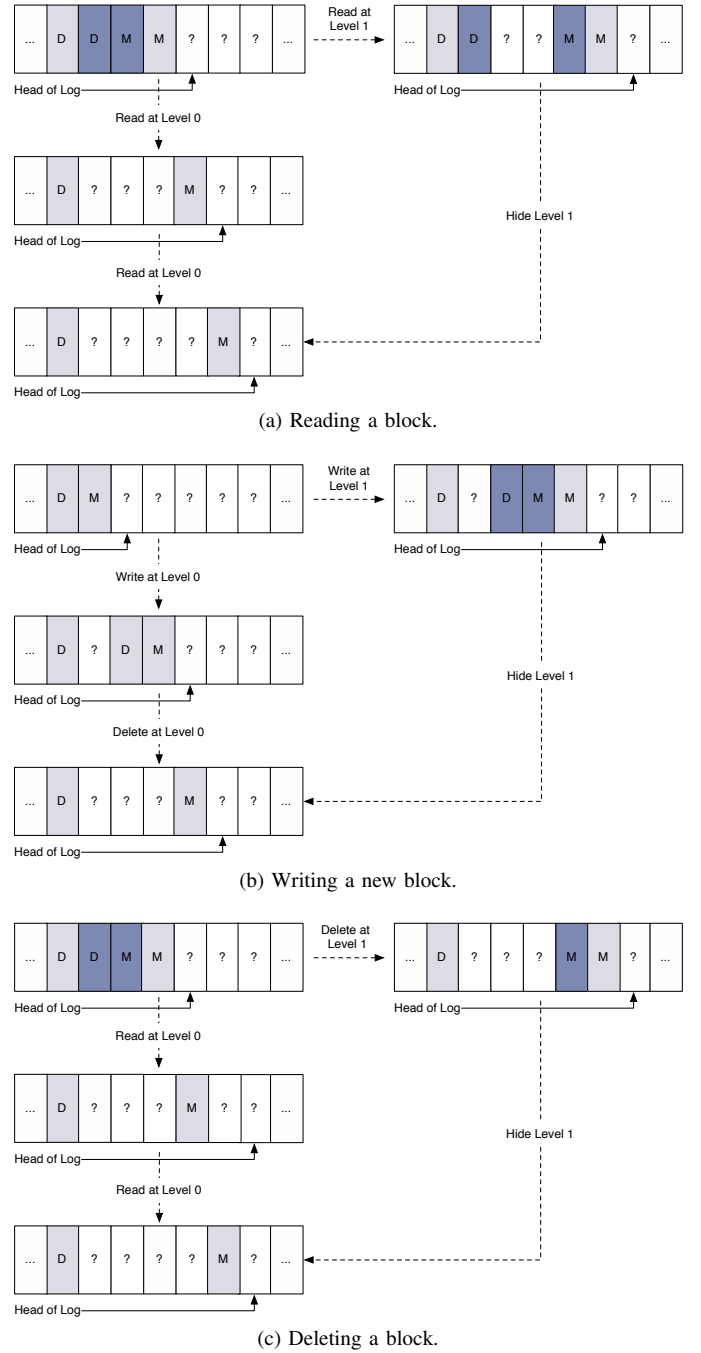 ... D D M M ? ? ? ...
Read at
Level 1
... D D ? ? M M ? ...
Head of Log
Head of Log
Read at Level 0
... D ? ? ? M ? ? ...
Head of Log
Hide Level 1
Read at Level 0
... D ? ? ? ? M ? ...
Head of Log
(a) Reading a block.
... D M ? ? ? ? ? ...
Write at
Level 1
... D ? D M M ? ? ...
Head of Log
Head of Log
Write at Level 0
... D ? D M ? ? ? ...
Head of Log
Hide Level 1
Delete at Level 0
... D ? ? ? M ? ? ...
Head of Log
(b) Writing a new block.
... D D M M ? ? ? ...
Delete at
Level 1
... D ? ? ? M M ? ...
Head of Log
Head of Log
Read at Level 0
... D ? ? ? M ? ? ...
Hide Level 1
Head of Log
Read at Level 0
... D ? ? ? ? M ? ...
Head of Log
(c) Deleting a block.